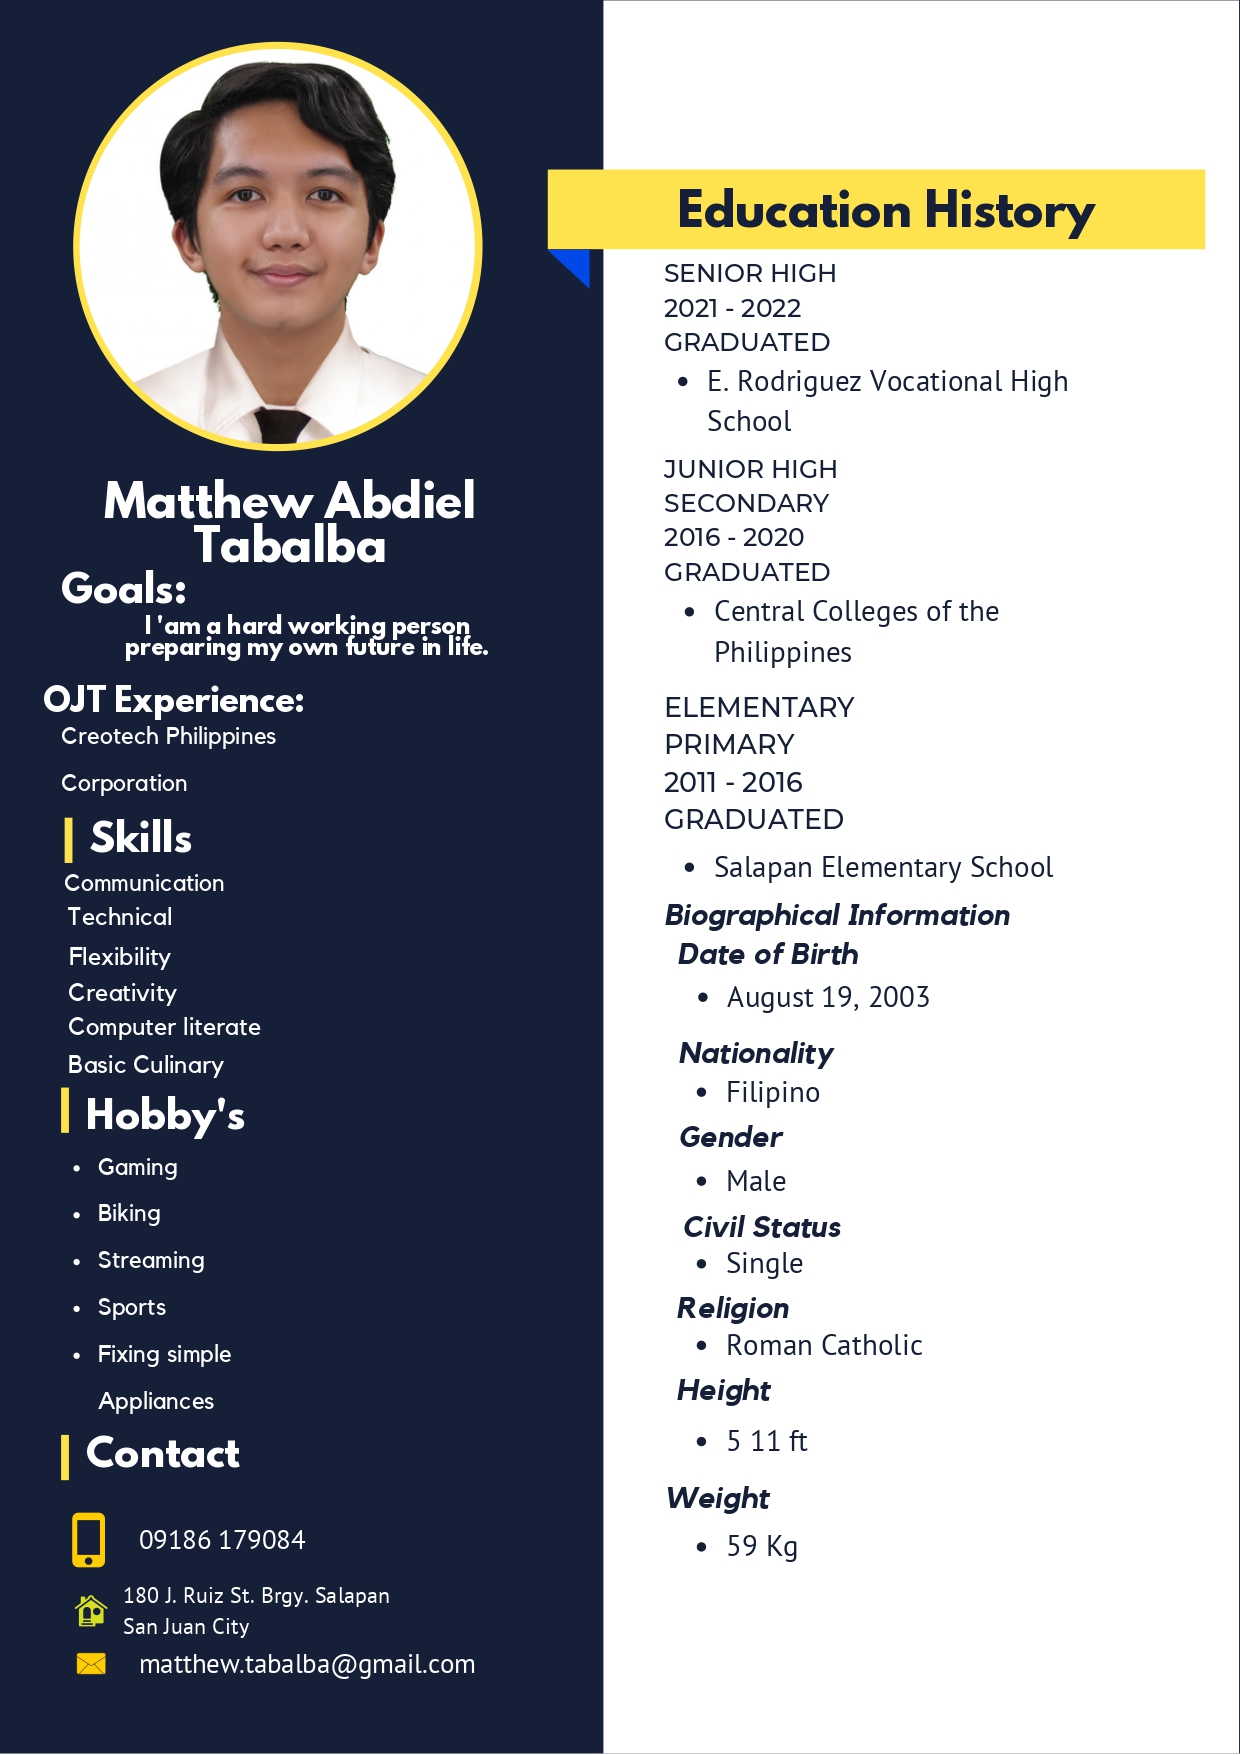 Matthew Abdiel
Tabalba
Goals:
I 'am a hard working person
preparing my own future in life.
OJT Experience:
Creotech Philippines
Corporation
Skills
Communication
Technical
Flexibility
Creativity
Computer literate
Basic Culinary
Hobby's
• Gaming
• Biking
• Streaming
• Sports
• Fixing simple
Appliances
Contact
09186 179084
180 J. Ruiz St. Brgy. Salapan
San Juan City
matthew.tabalba@gmail.com
Education History
SENIOR HIGH
2021 - 2022
GRADUATED
• E. Rodriguez Vocational High
School
JUNIOR HIGH
SECONDARY
2016 - 2020
GRADUATED
• Central Colleges of the
Philippines
ELEMENTARY
PRIMARY
2011 - 2016
GRADUATED
• Salapan Elementary School
Biographical Information
Date of Birth
• August 19, 2003
Nationality
• Filipino
Gender
• Male
Civil Status
• Single
Religion
• Roman Catholic
Height
• 5 11 ft
Weight
• 59 Kg